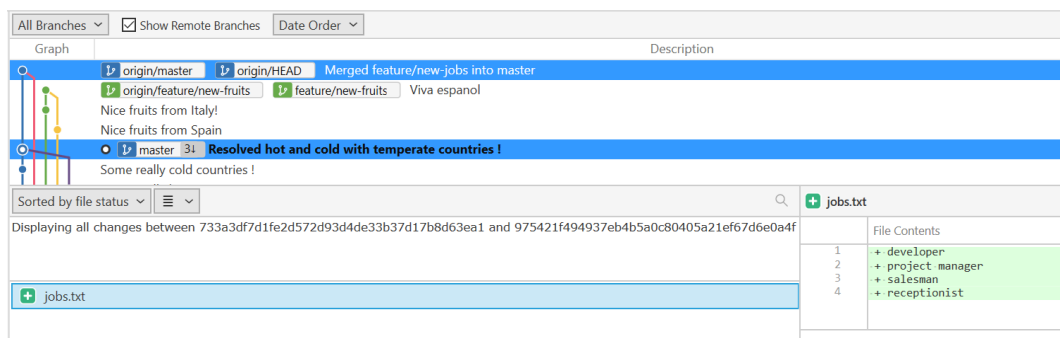 All Branches Show Remote Branches Date Order
Graph Description
origin/master origin/HEAD Merged feature/new-jobs into master
origin/feature/new-fruits feature/new-fruits Viva espanol
Nice fruits from Italy!
Nice fruits from Spain
master 3↓ Resolved hot and cold with temperate countries !
Some really cold countries !
Sorted by file status
jobs.txt
Displaying all changes between 733a3df7d1fe2d572d93d4de33b37d17b8d63ea1 and 975421f494937eb4b5a0c80405a21ef67d6e0a4f
File Contents
1 + developer
2 + project manager
3 + salesman
4 + receptionist
jobs.txt